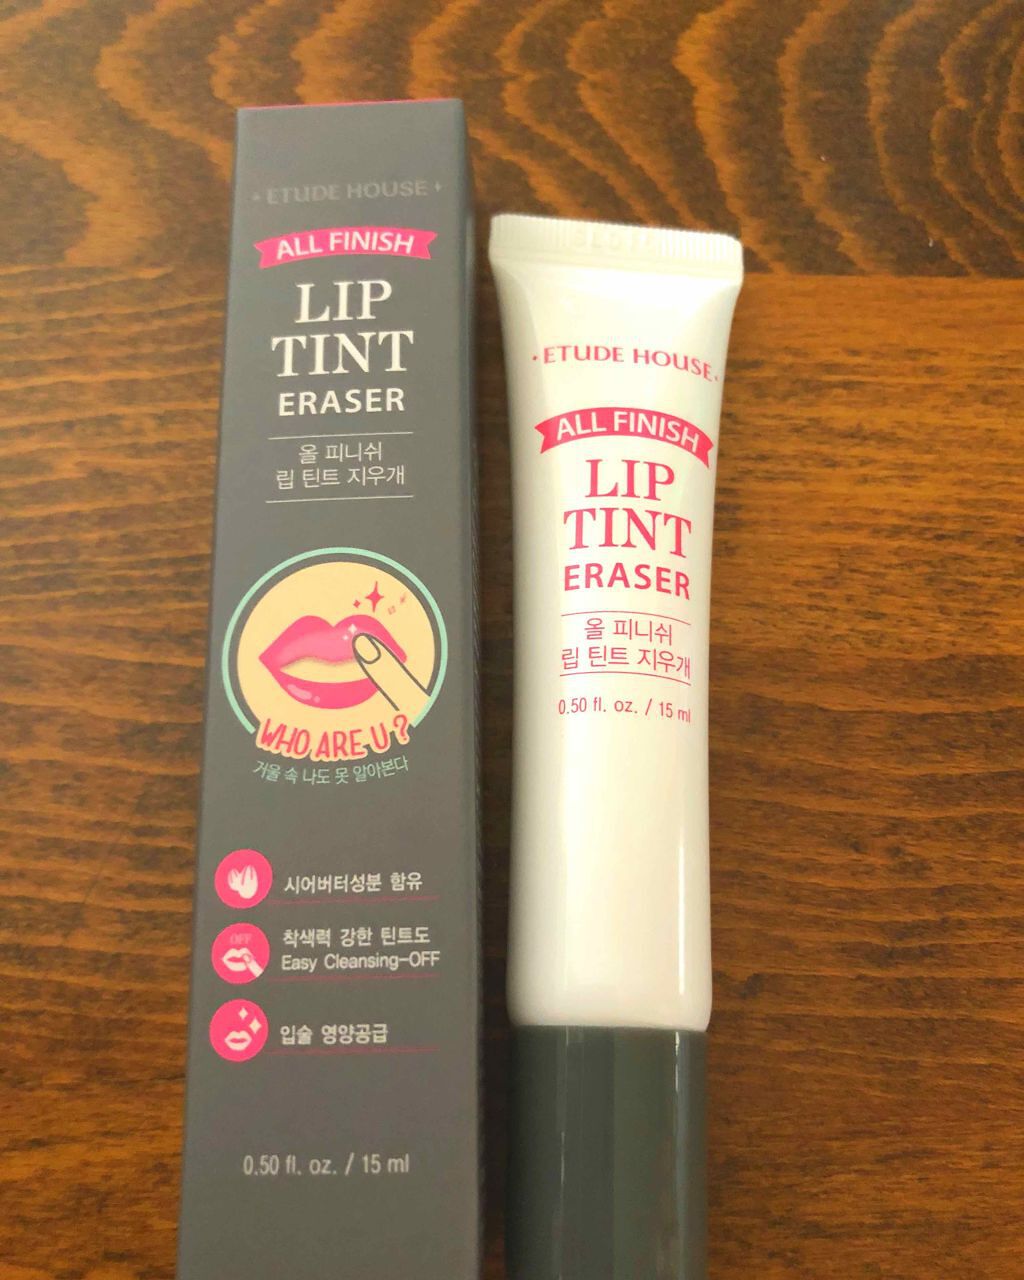 ETUDE HOUSE
ALL FINISH
LIP
TINT
ERASER
올 피니쉬
립 틴트 지우개
WHO ARE U?
거울 속 나도 못 알아본다
시어버터성분 함유
OFF
착색력 강한 틴트도
Easy Cleansing-OFF
입술 영양공급
0.50 fl. oz. / 15 ml
·ETUDE HOUSE·
ALL FINISH
LIP
TINT
ERASER
올 피니쉬
립 틴트 지우개
0.50 fl. oz. / 15 ml